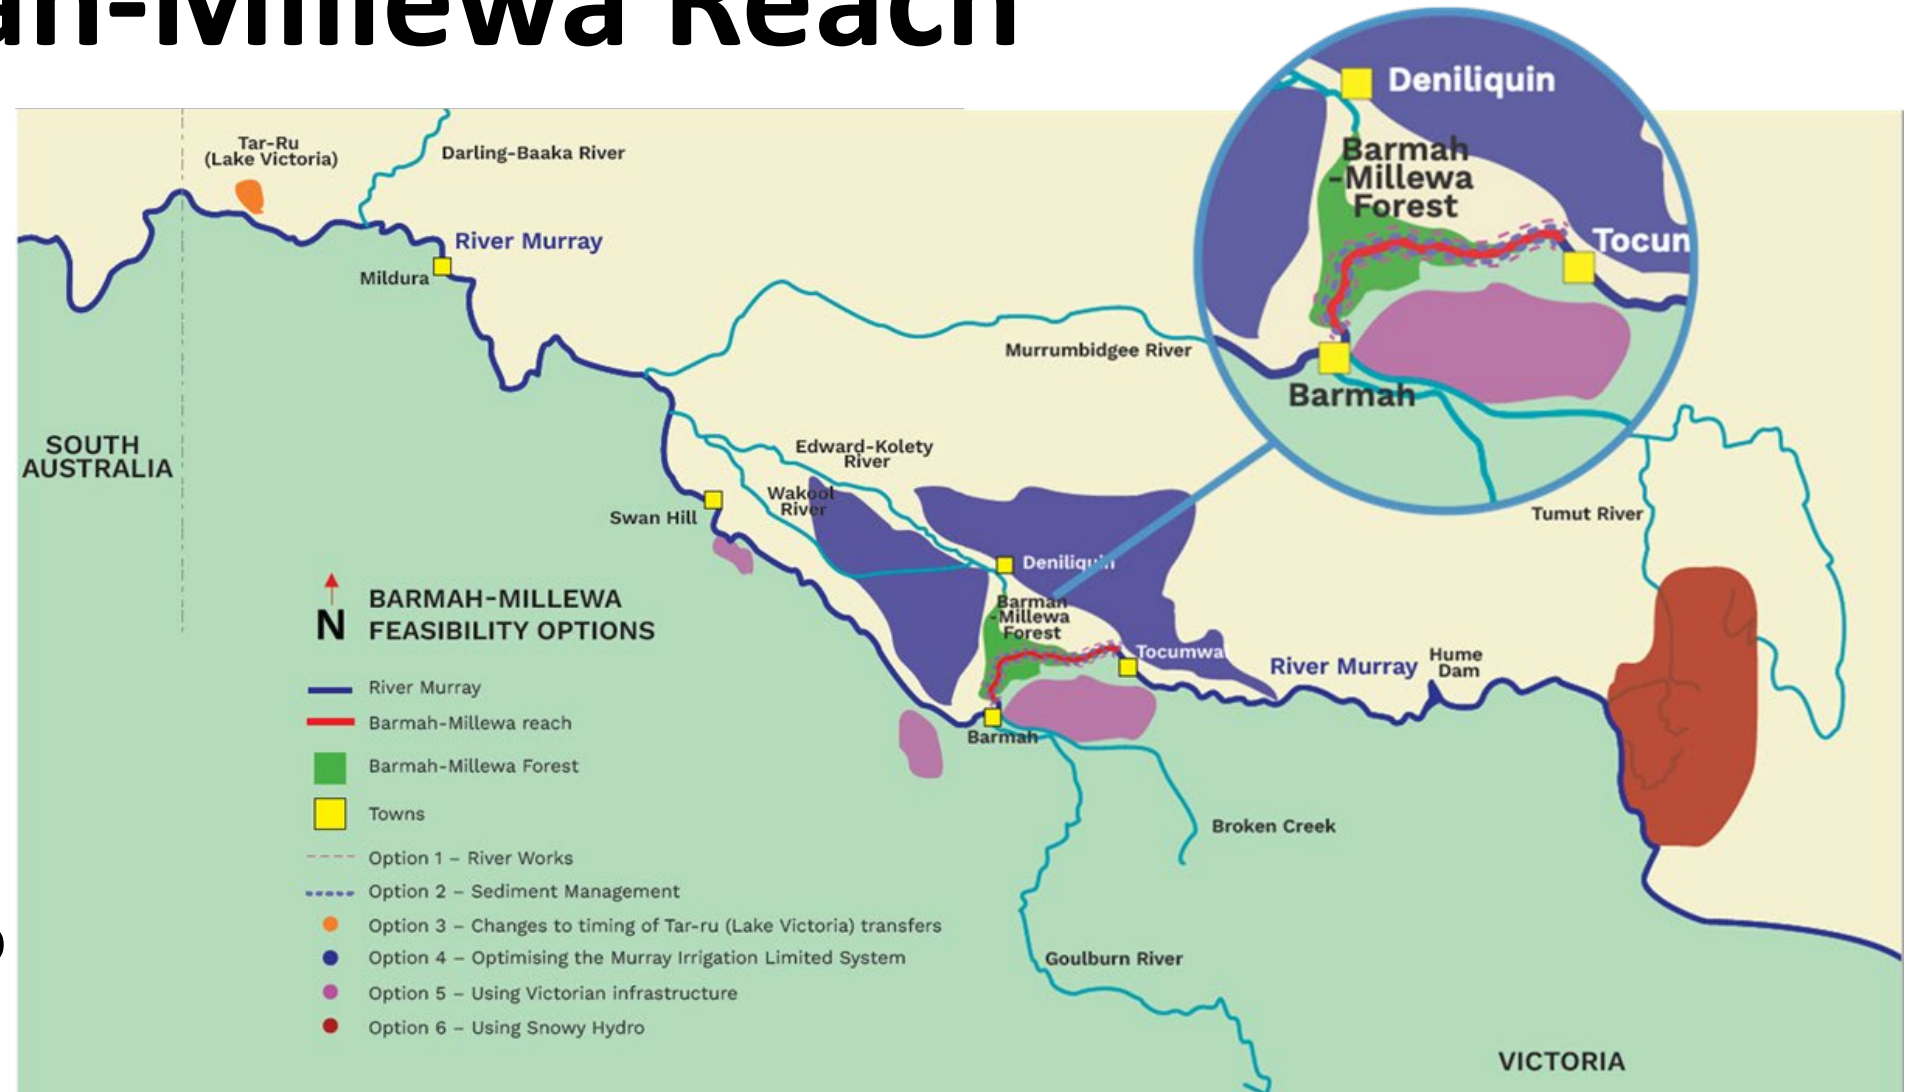 an-Millewa Reach
Deniliquin
Barmah
-Millewa
Forest
Tocum
Barmah
Tar-Ru
(Lake Victoria)
Darling-Baaka River
River Murray
Mildura
Murrumbidgee River
SOUTH
AUSTRALIA
Edward-Kolety
River
Wakool
River
Swan Hill
Tumut River
Deniliquin
Barmah
-Millewa
Forest
Tocumwa
River Murray
Hume
Dam
Barmah
Broken Creek
Goulburn River
VICTORIA
N
BARMAH-MILLEWA
FEASIBILITY OPTIONS
River Murray
Barmah-Millewa reach
Barmah-Millewa Forest
Towns
Option 1 – River Works
Option 2 – Sediment Management
Option 3 – Changes to timing of Tar-ru (Lake Victoria) transfers
Option 4 – Optimising the Murray Irrigation Limited System
Option 5 – Using Victorian infrastructure
Option 6 – Using Snowy Hydro